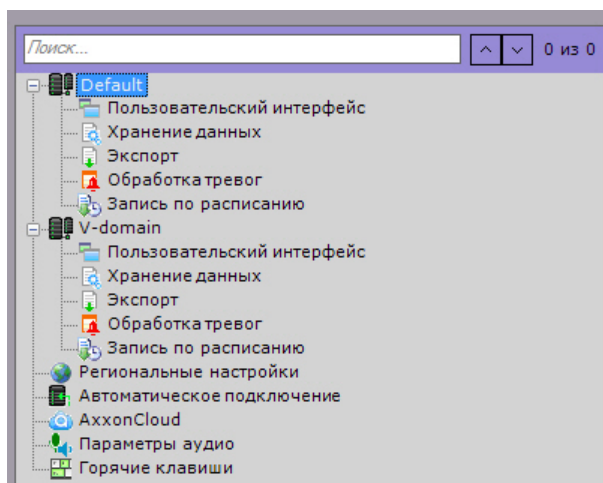 Поиск...
0 из 0
Default
Пользовательский интерфейс
Хранение данных
Экспорт
Обработка тревог
Запись по расписанию
V-domain
Пользовательский интерфейс
Хранение данных
Экспорт
Обработка тревог
Запись по расписанию
Региональные настройки
Автоматическое подключение
AxxonCloud
Параметры аудио
Горячие клавиши